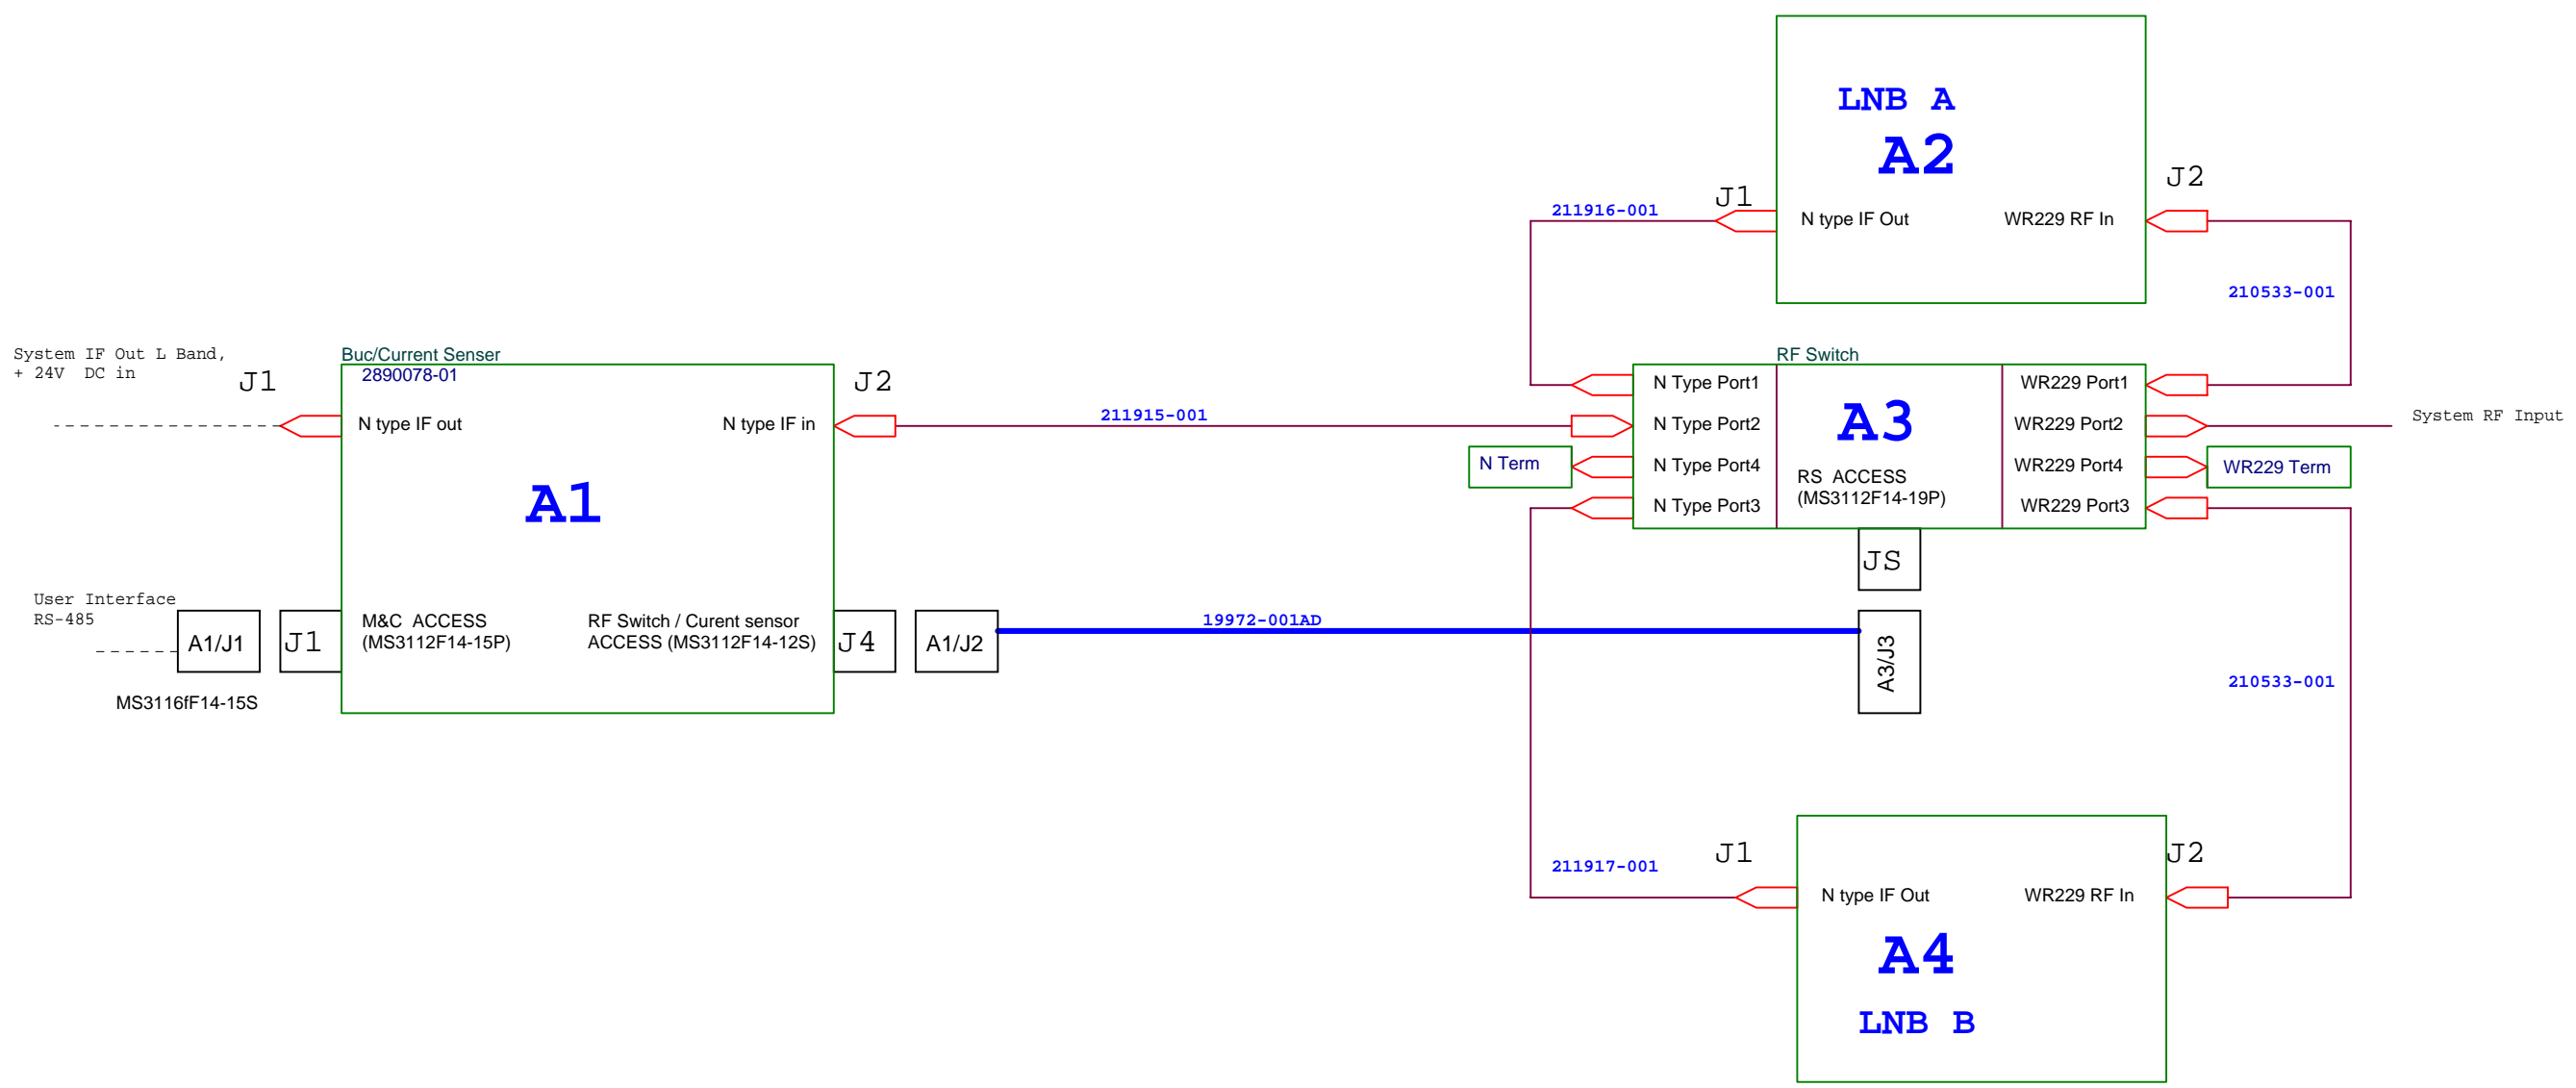 LNB A
A2
J1
J2
211916-001
N type IF Out
WR229 RF In
210533-001
System IF Out L Band,
+ 24V  DC in
J1
Buc/Current Senser
2890078-01
J2
N type IF out
N type IF in
A1
211915-001
RF Switch
N Type Port1
WR229 Port1
A3
N Type Port2
WR229 Port2
System RF Input
N Term
N Type Port4
WR229 Port4
WR229 Term
RS  ACCESS
(MS3112F14-19P)
N Type Port3
WR229 Port3
JS
User Interface
RS-485
A1/J1
J1
M&C  ACCESS
(MS3112F14-15P)
RF Switch / Curent sensor
ACCESS (MS3112F14-12S)
J4
A1/J2
19972-001AD
A3/J3
MS3116fF14-15S
210533-001
211917-001
J1
J2
N type IF Out
WR229 RF In
A4
LNB B